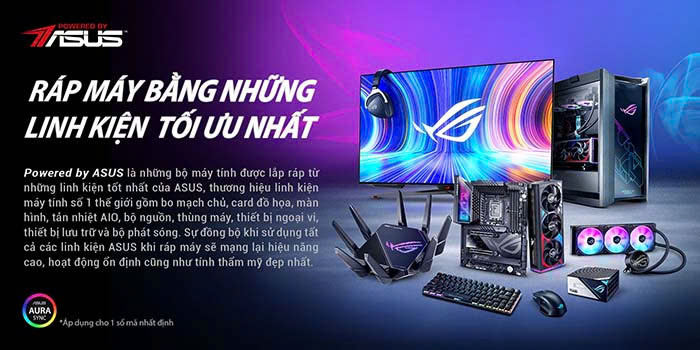 POWERED BY
ASUS
RÁP MÁY BẰNG NHỮNG
LINH KIỆN TỐI ƯU NHẤT
Powered by ASUS là những bộ máy tính được lắp ráp từ
những linh kiện tốt nhất của ASUS, thương hiệu linh kiện
máy tính số 1 thế giới gồm bo mạch chủ, card đồ họa, màn
hình, tản nhiệt AIO, bộ nguồn, thùng máy, thiết bị ngoại vi,
thiết bị lưu trữ và bộ phát sóng. Sự đồng bộ khi sử dụng tất
cả các linh kiện ASUS khi ráp máy sẽ mạng lại hiệu năng
cao, hoạt động ổn định cũng như tính thẩm mỹ đẹp nhất.
ASUS
AURA
SYNC
*Áp dụng cho 1 số mã nhất định